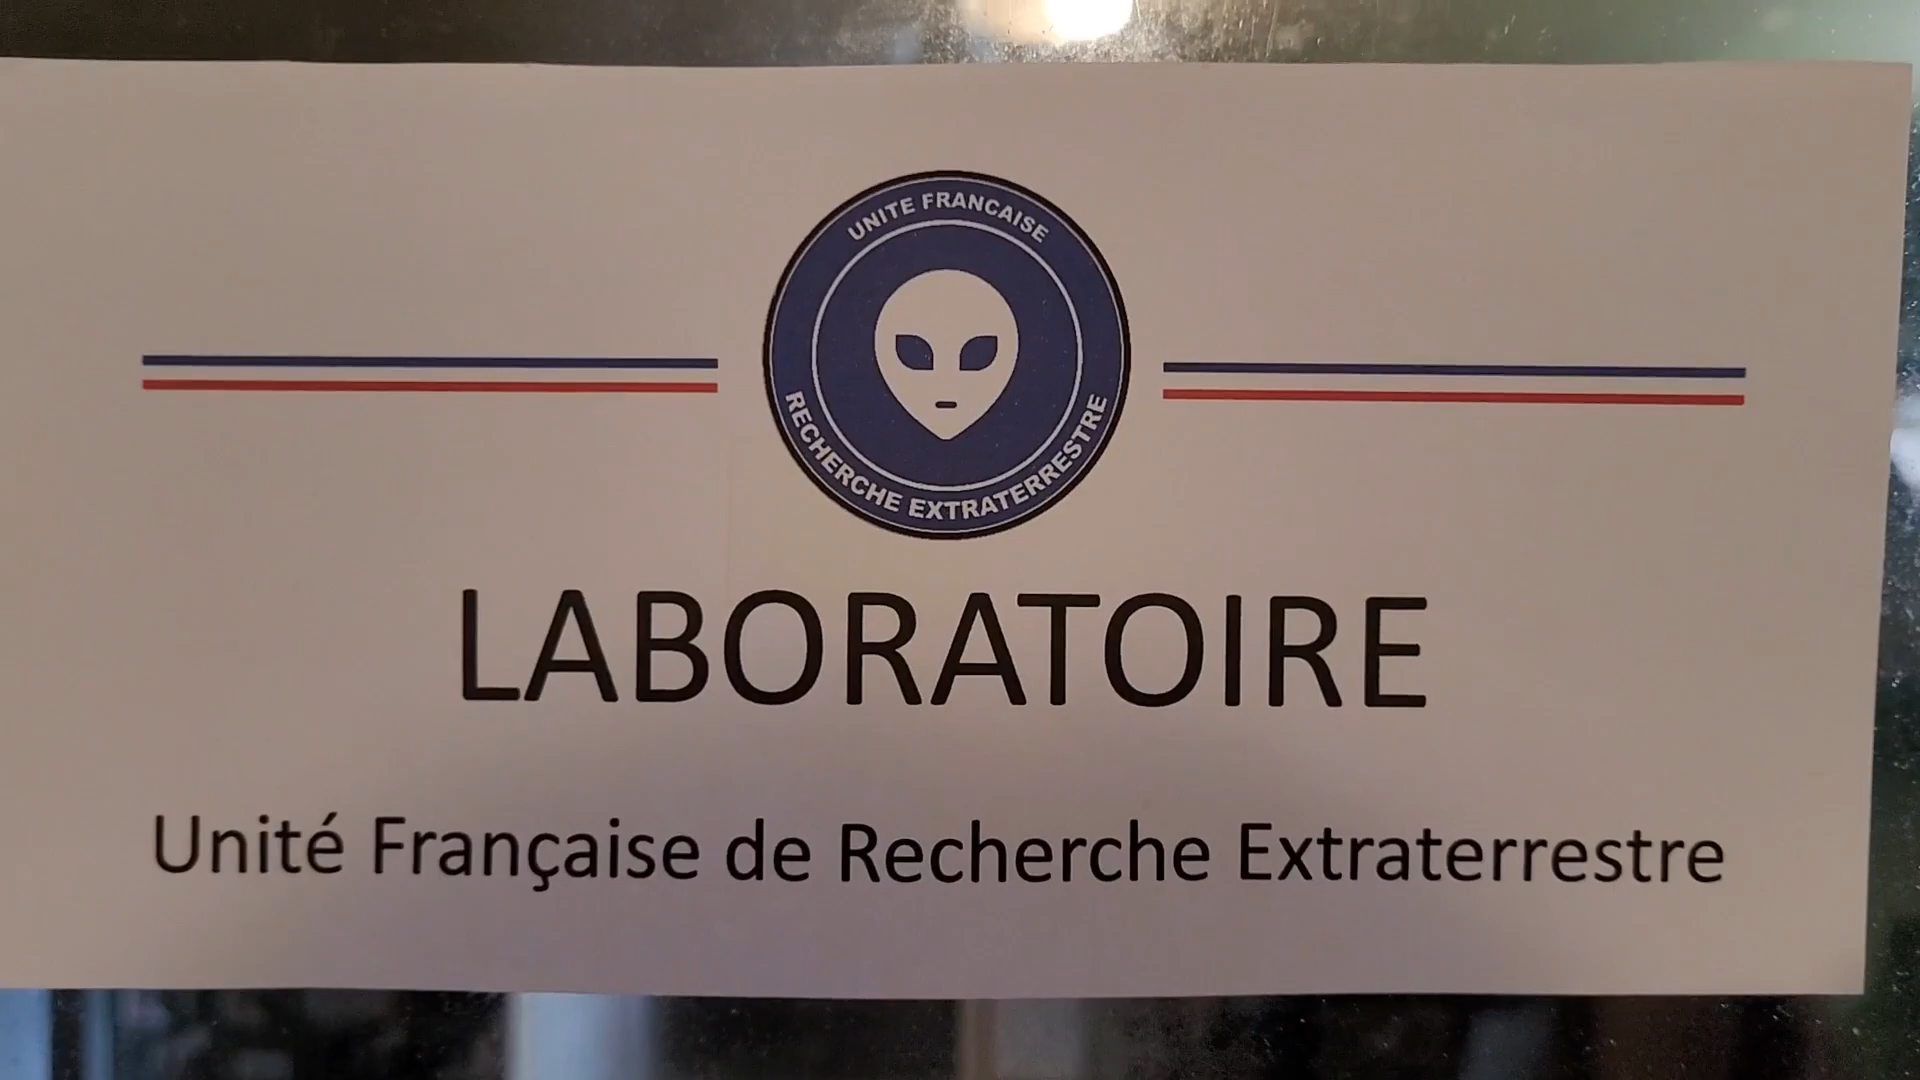 UNITE FRANCAISE
RECHERCHE EXTRATERRESTRE
LABORATOIRE
Unité Française de Recherche Extraterrestre